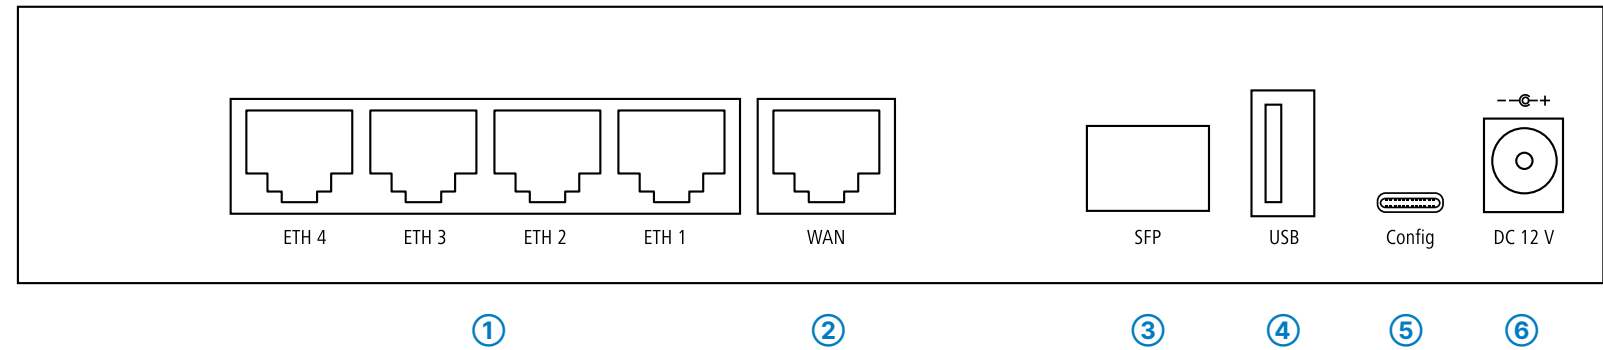 ETH 4 ETH 3 ETH 2 ETH 1 WAN SFP USB Config DC 12 V
① ② ③ ④ ⑤ ⑥